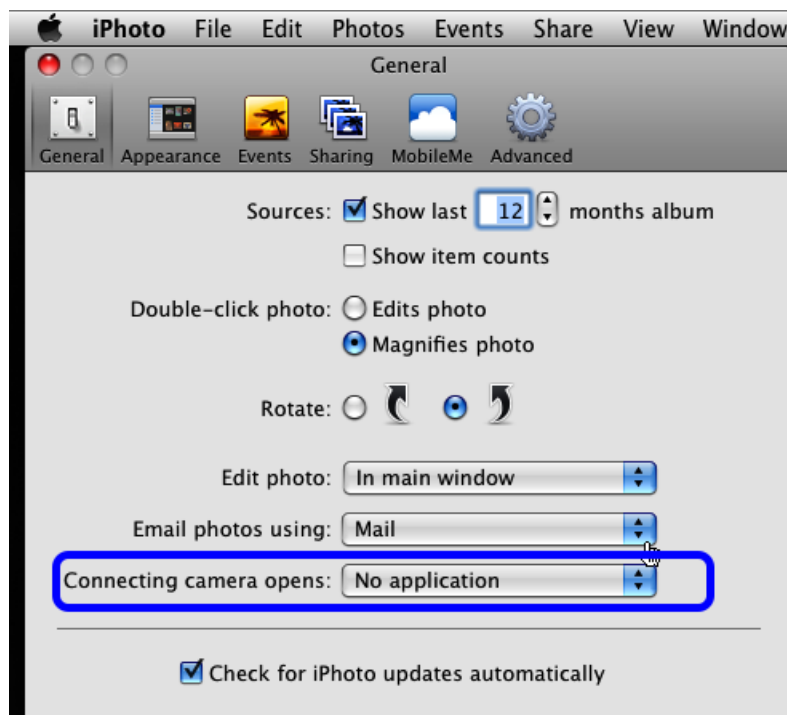 iPhoto File Edit Photos Events Share View Window
General
General Appearance Events Sharing MobileMe Advanced
Sources: Show last 12 months album
Show item counts
Double-click photo: Edits photo
Magnifies photo
Rotate:
Edit photo: In main window
Email photos using: Mail
Connecting camera opens: No application
Check for iPhoto updates automatically